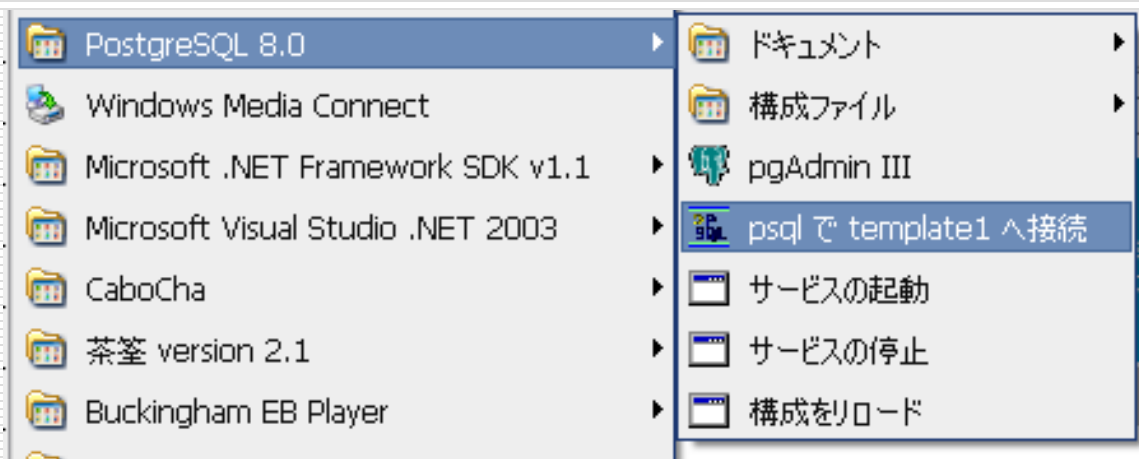 PostgreSQL 8.0
Windows Media Connect
Microsoft .NET Framework SDK v1.1
Microsoft Visual Studio .NET 2003
CaboCha
茶筌 version 2.1
Buckingham EB Player
ドキュメント
構成ファイル
pgAdmin III
psql で template1 へ接続
サービスの起動
サービスの停止
構成をリロード